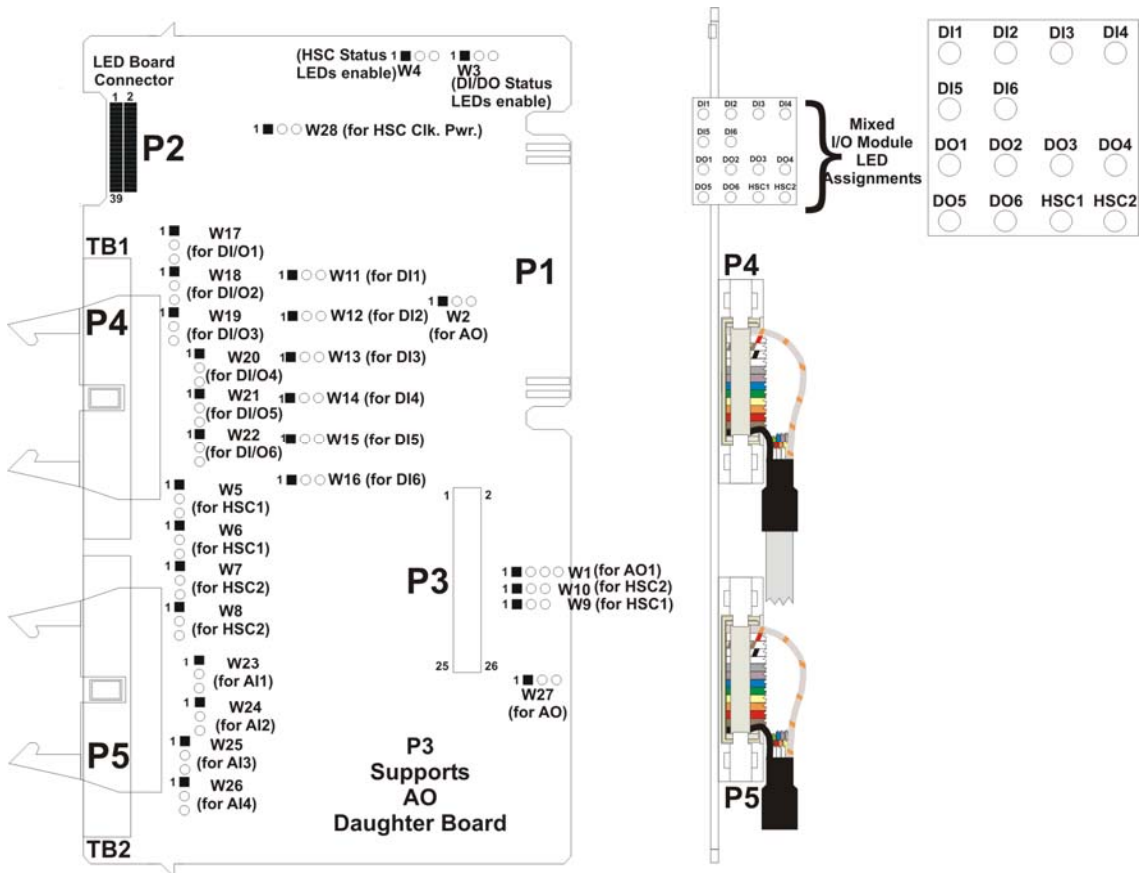 LED Board
Connector
1 2
P2
39
(HSC Status
LEDs enable)
1
W4
1
W3
(DI/DO Status
LEDs enable)
1 W28 (for HSC Clk. Pwr.)
TB1
P4
1 W17
(for DI/O1)
1 W18
(for DI/O2)
1 W19
(for DI/O3)
1 W20
(for DI/O4)
1 W21
(for DI/O5)
1 W22
(for DI/O6)
1 W11 (for DI1)
1 W12 (for DI2)
1 W13 (for DI3)
1 W14 (for DI4)
1 W15 (for DI5)
1 W16 (for DI6)
1
W2
(for AO)
P1
1 W5
(for HSC1)
1 W6
(for HSC1)
1 W7
(for HSC2)
1 W8
(for HSC2)
1 W23
(for AI1)
1 W24
(for AI2)
1 W25
(for AI3)
1 W26
(for AI4)
P5
TB2
1 2
P3
25 26
1 W1 (for AO1)
1 W10 (for HSC2)
1 W9 (for HSC1)
1
W27
(for AO)
P3
Supports
AO
Daughter Board
DI1 DI2 DI3 DI4
DI5 DI6
DO1 DO2 DO3 DO4
DO5 DO6 HSC1 HSC2
Mixed
I/O Module
LED
Assignments
DI1 DI2 DI3 DI4
DI5 DI6
DO1 DO2 DO3 DO4
DO5 DO6 HSC1 HSC2
P4
P5